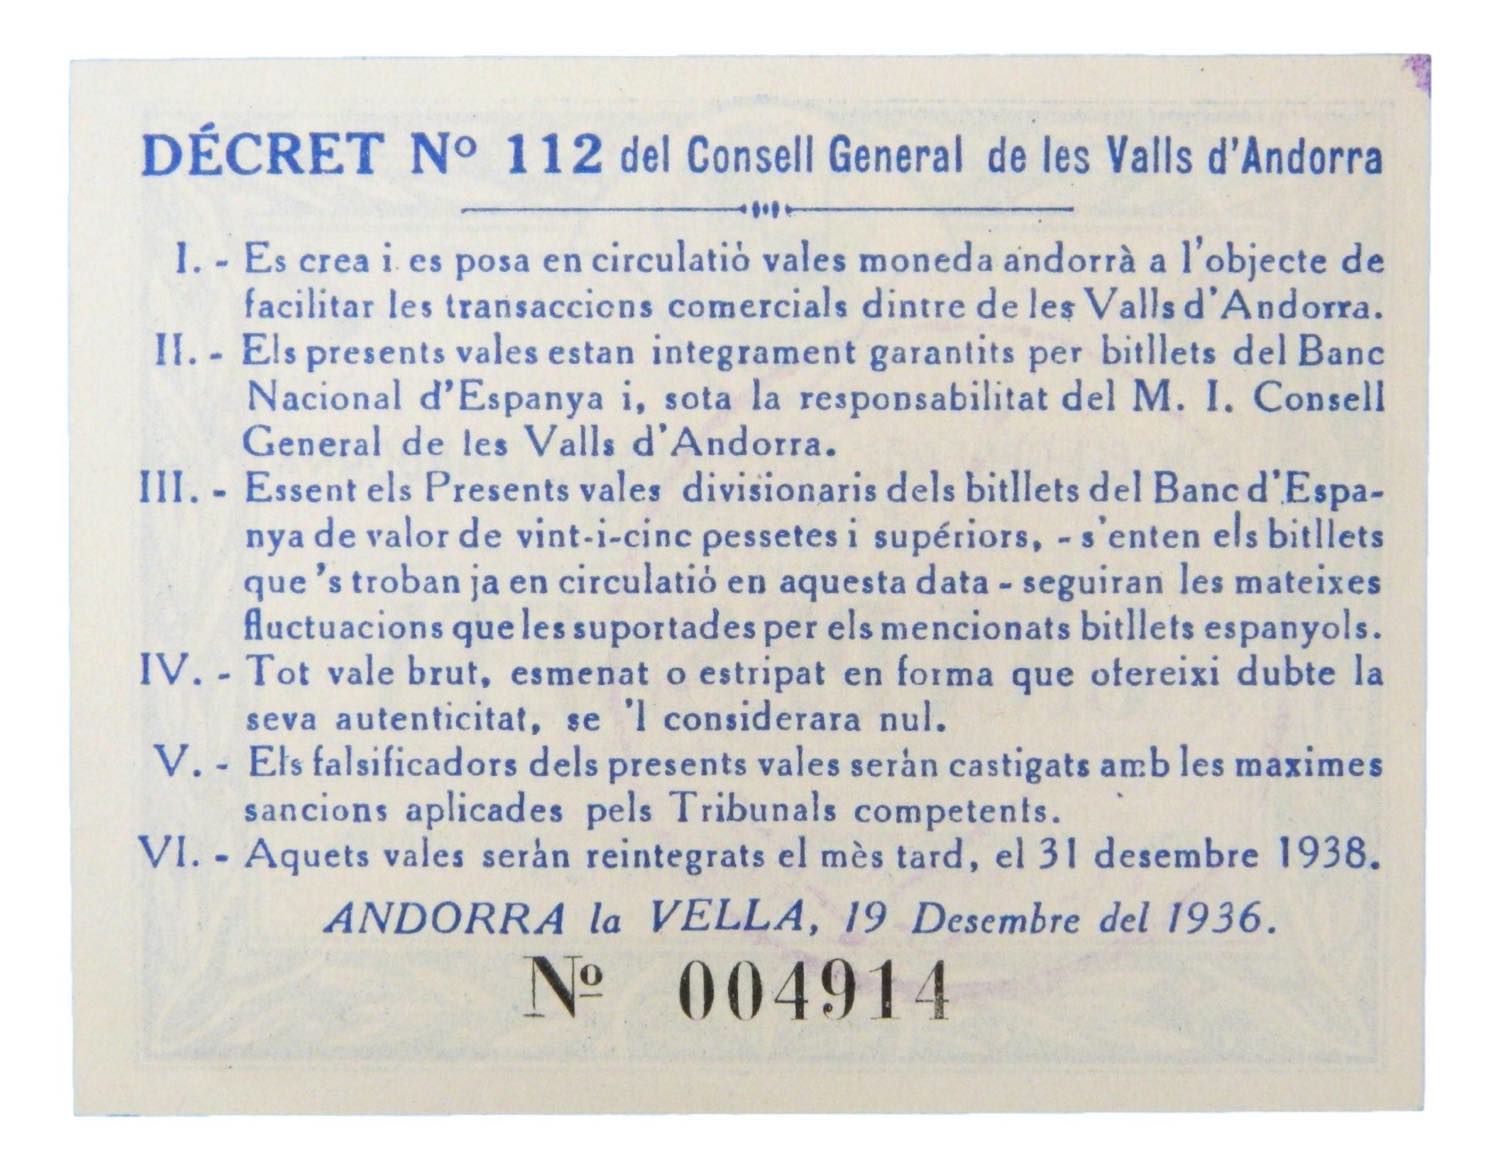 DÉCRET Nº 112 del Consell General de les Valls d'Andorra
I. - Es crea i es posa en circulatiò vales moneda andorrà a l'objecte de
facilitar les transaccions comercials dintre de les Valls d'Andorra.
II. - Els presents vales estan integrament garantits per bitllets del Banc
Nacional d'Espanya i, sota la responsabilitat del M. I. Consell
General de les Valls d'Andorra.
III. - Essent els Presents vales divisionaris dels bitllets del Banc d'Espa-
nya de valor de vint-i-cinc pessetes i supériors, - s'enten els bitllets
que 's troban ja en circulatiò en aquesta data - seguiran les mateixes
fluctuacions que les suportades per els mencionats bitllets espanyols.
IV. - Tot vale brut, esmenat o estripat en forma que ofereixi dubte la
seva autenticitat, se 'l considerara nul.
V. - Els falsificadors dels presents vales seràn castigats amb les maximes
sancions aplicades pels Tribunals competents.
VI. - Aquets vales seràn reintegrats el mès tard, el 31 desembre 1938.
ANDORRA la VELLA, 19 Desembre del 1936.
Nº 004914